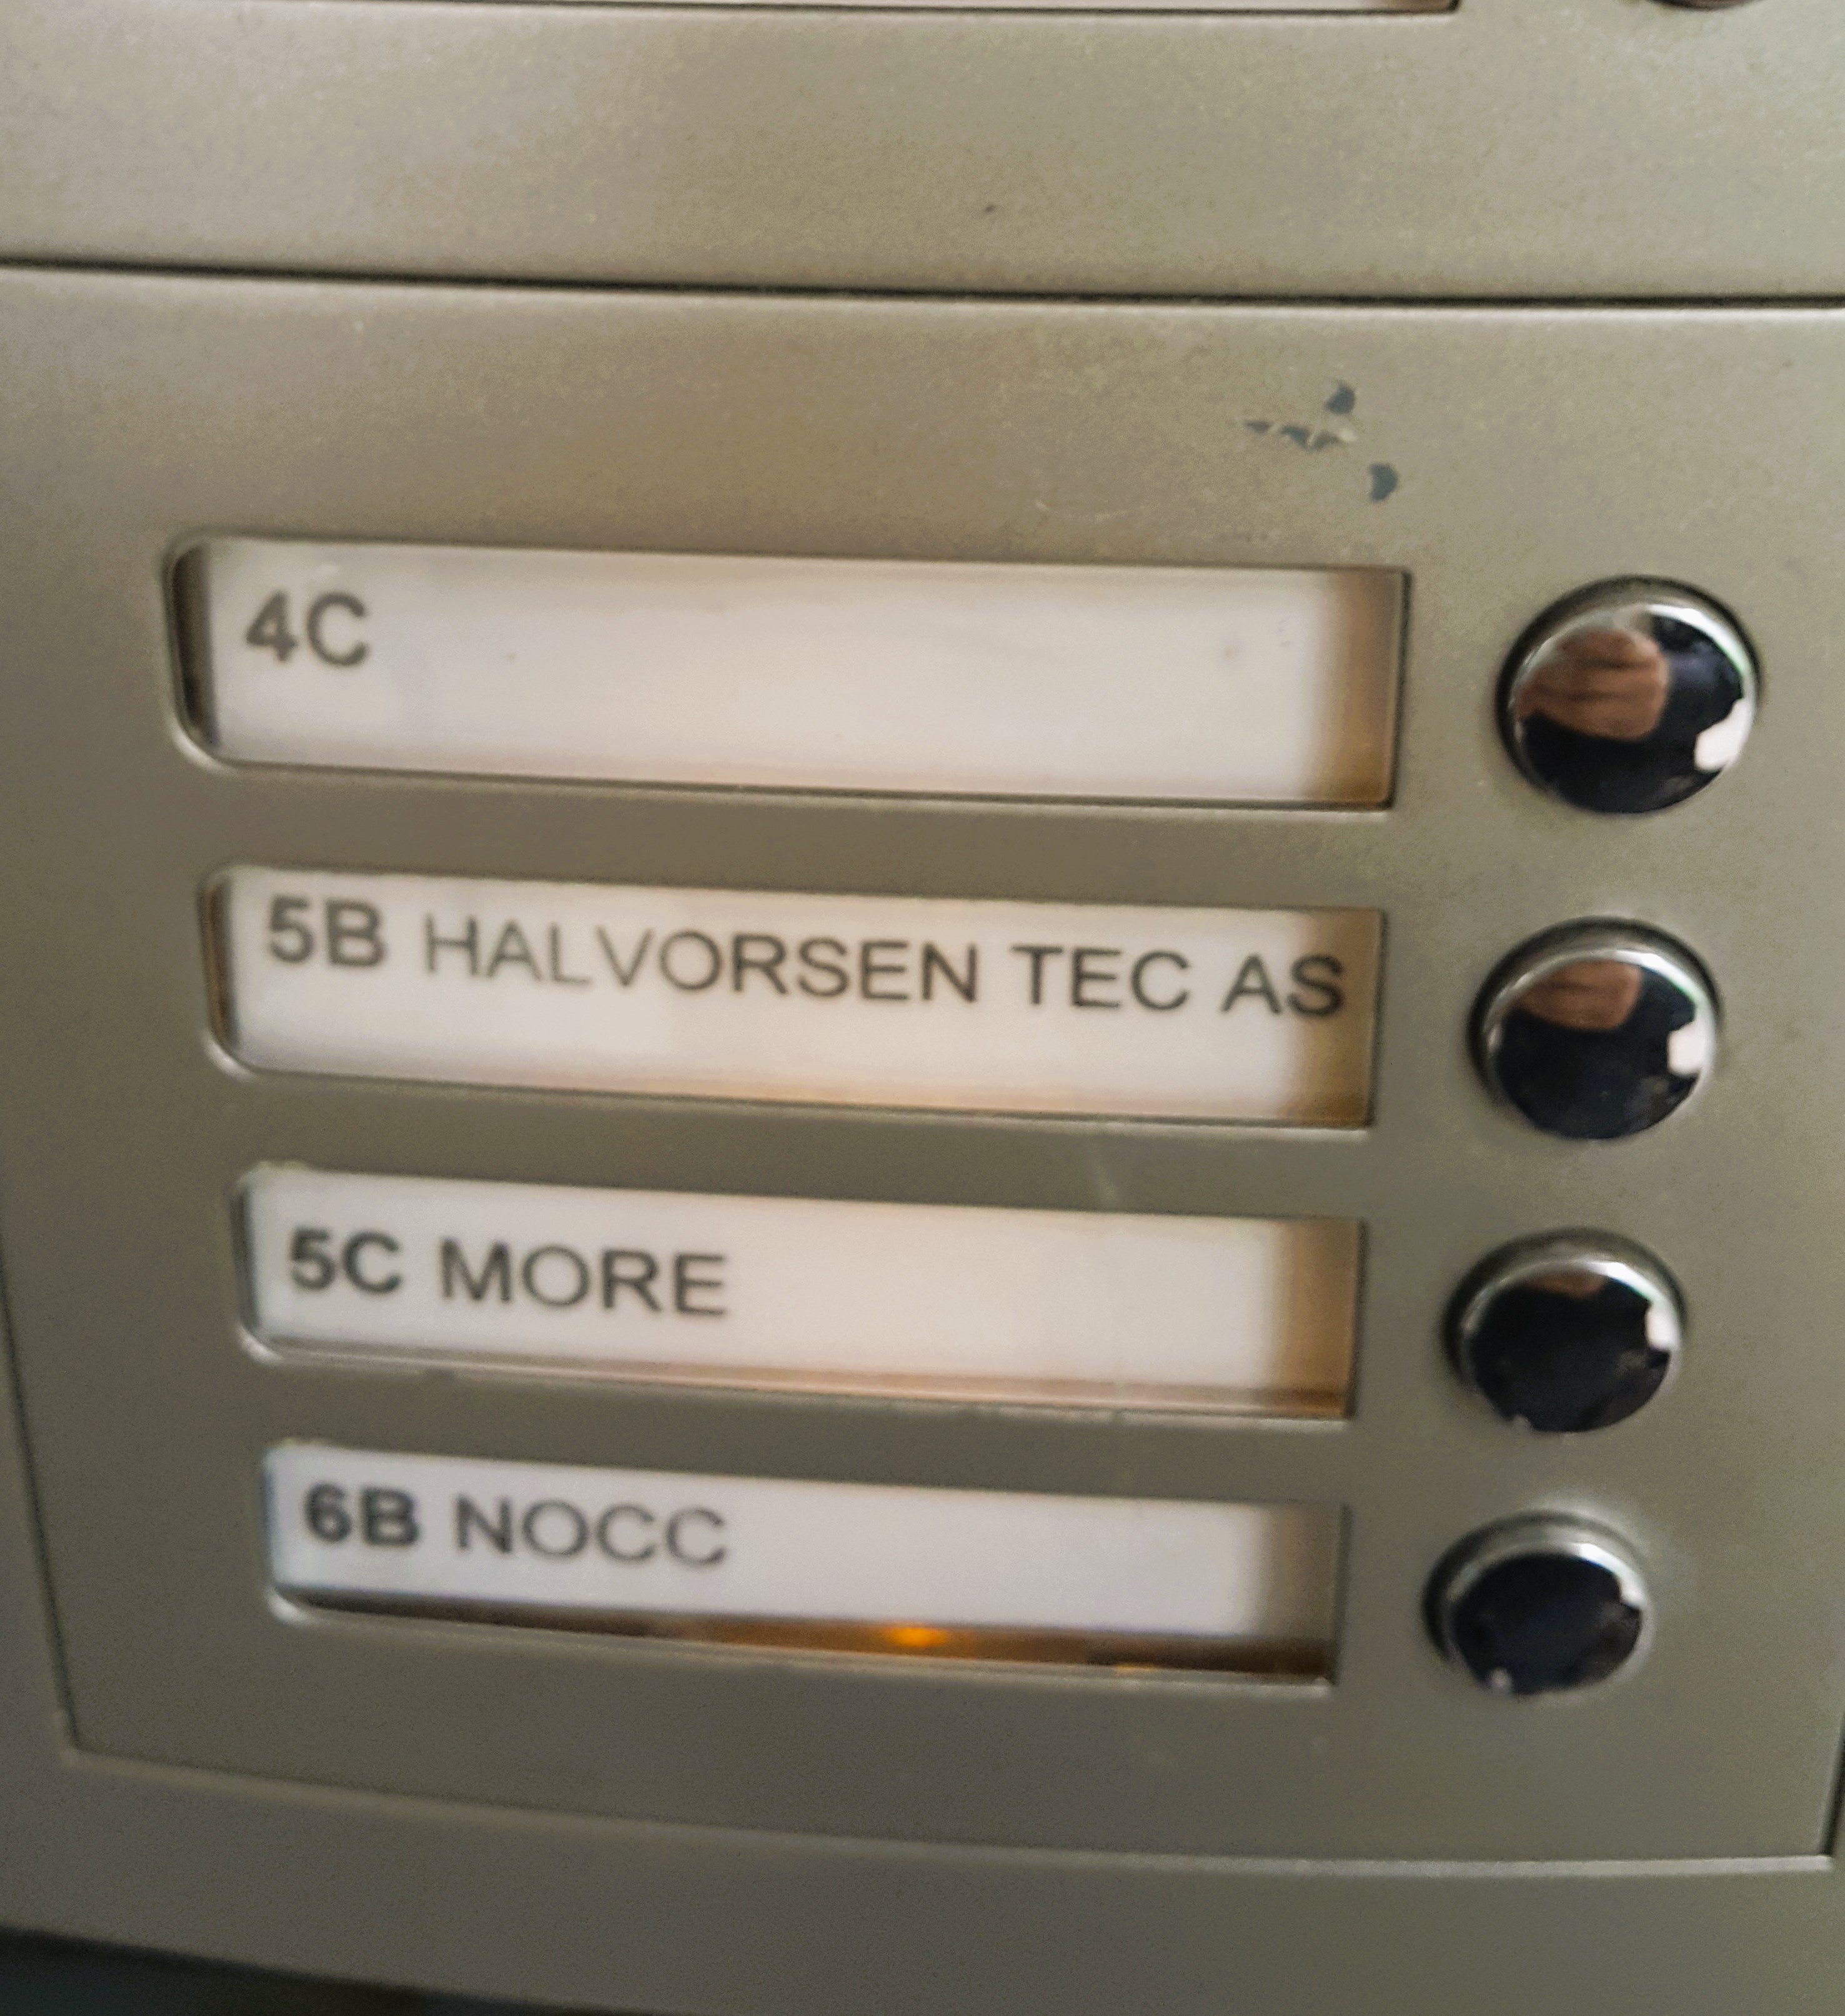 4C
5B HALVORSEN TEC AS
5C MORE
6B NOCC